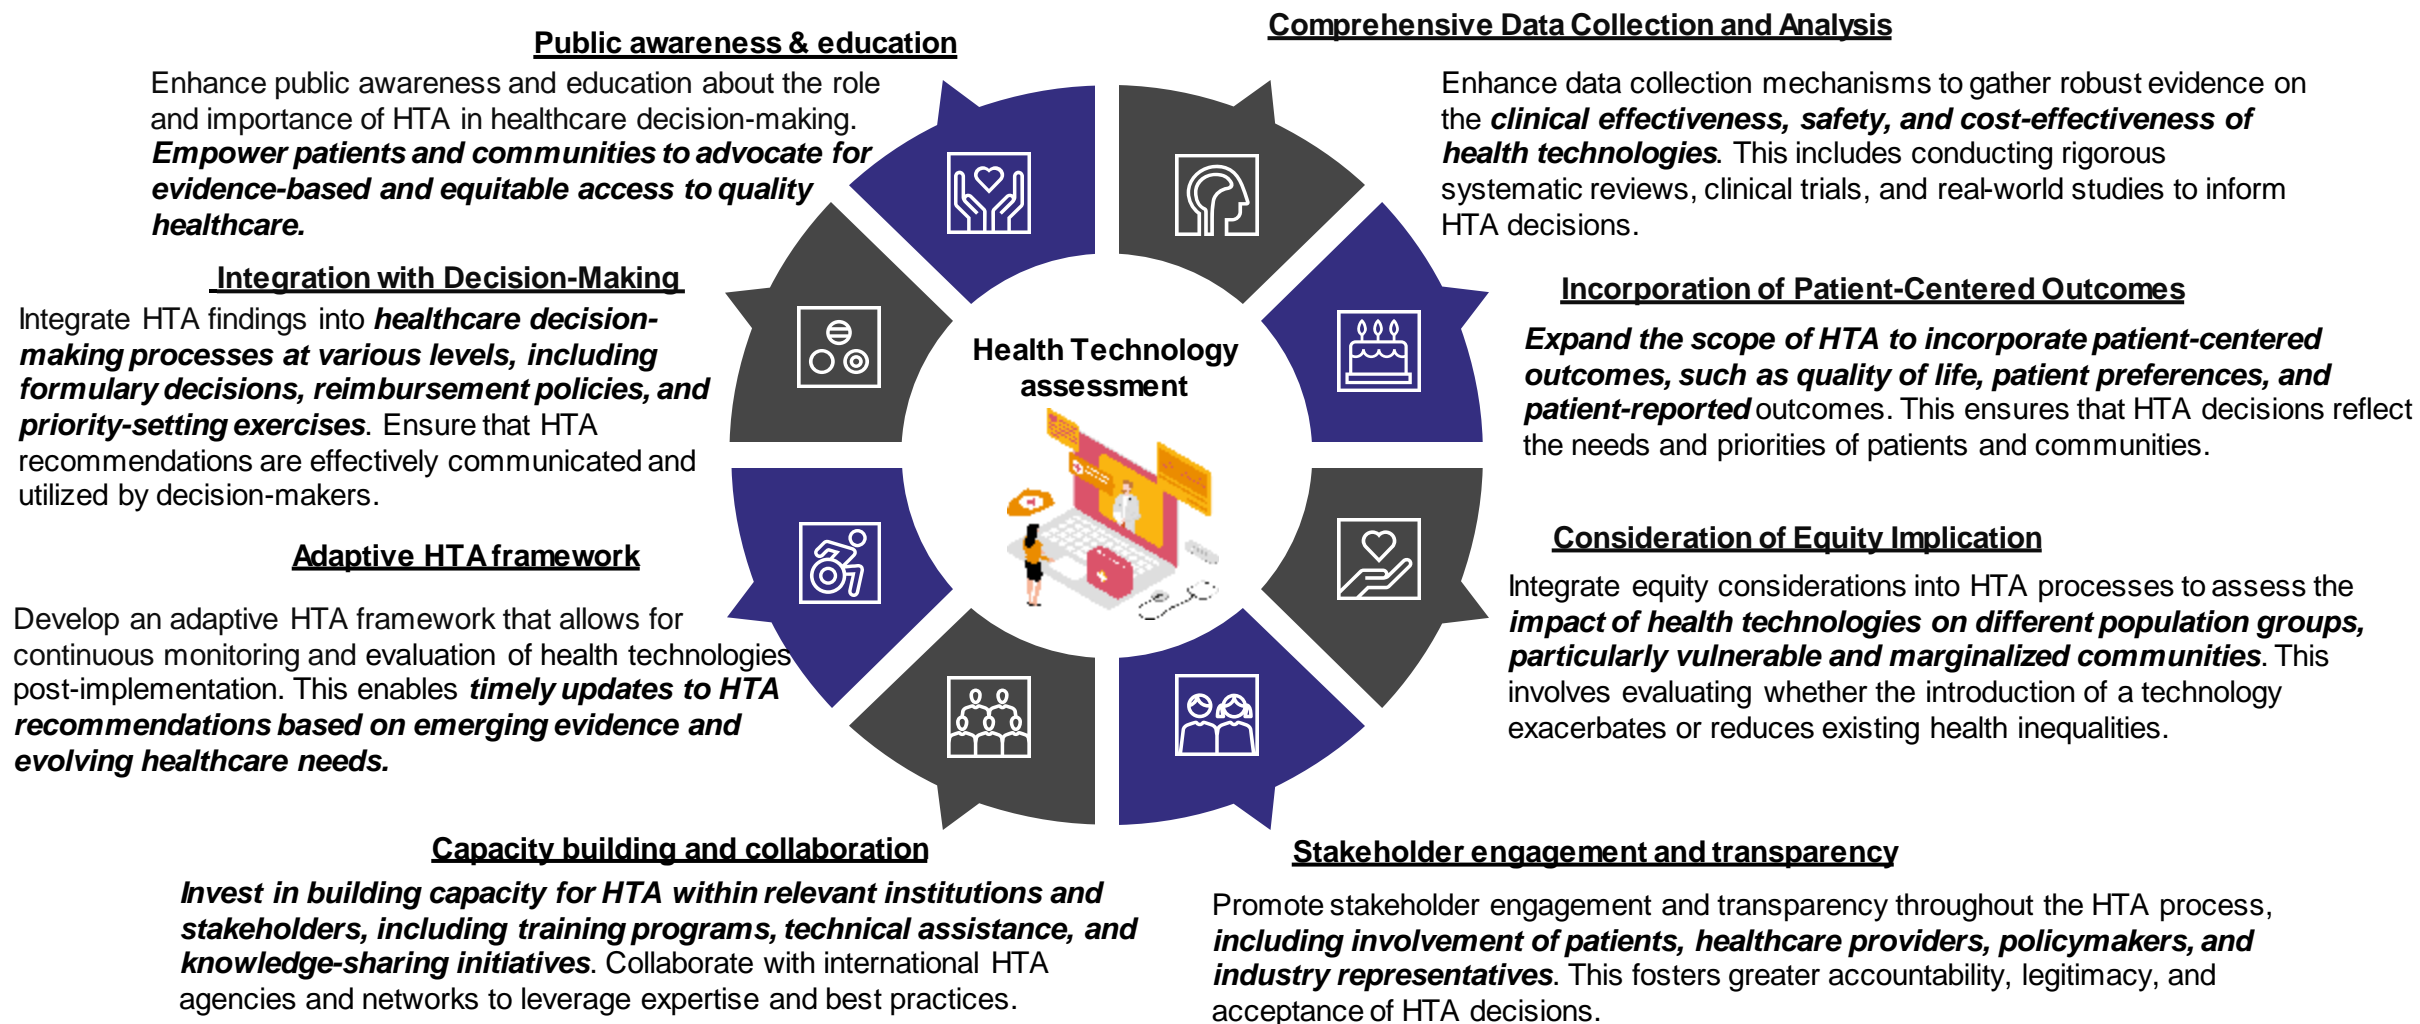 Public awareness & education
Enhance public awareness and education about the role
and importance of HTA in healthcare decision-making.
Empower patients and communities to advocate for
evidence-based and equitable access to quality
healthcare.
Integration with Decision-Making
Integrate HTA findings into healthcare decision-
making processes at various levels, including
formulary decisions, reimbursement policies, and
priority-setting exercises. Ensure that HTA
recommendations are effectively communicated and
utilized by decision-makers.
Adaptive HTA framework
Develop an adaptive HTA framework that allows for
continuous monitoring and evaluation of health technologies
post-implementation. This enables timely updates to HTA
recommendations based on emerging evidence and
evolving healthcare needs.
Capacity building and collaboration
Invest in building capacity for HTA within relevant institutions and
stakeholders, including training programs, technical assistance, and
knowledge-sharing initiatives. Collaborate with international HTA
agencies and networks to leverage expertise and best practices.
Health Technology
assessment
Comprehensive Data Collection and Analysis
Enhance data collection mechanisms to gather robust evidence on
the clinical effectiveness, safety, and cost-effectiveness of
health technologies. This includes conducting rigorous
systematic reviews, clinical trials, and real-world studies to inform
HTA decisions.
Incorporation of Patient-Centered Outcomes
Expand the scope of HTA to incorporate patient-centered
outcomes, such as quality of life, patient preferences, and
patient-reported outcomes. This ensures that HTA decisions reflect
the needs and priorities of patients and communities.
Consideration of Equity Implication
Integrate equity considerations into HTA processes to assess the
impact of health technologies on different population groups,
particularly vulnerable and marginalized communities. This
involves evaluating whether the introduction of a technology
exacerbates or reduces existing health inequalities.
Stakeholder engagement and transparency
Promote stakeholder engagement and transparency throughout the HTA process,
including involvement of patients, healthcare providers, policymakers, and
industry representatives. This fosters greater accountability, legitimacy, and
acceptance of HTA decisions.